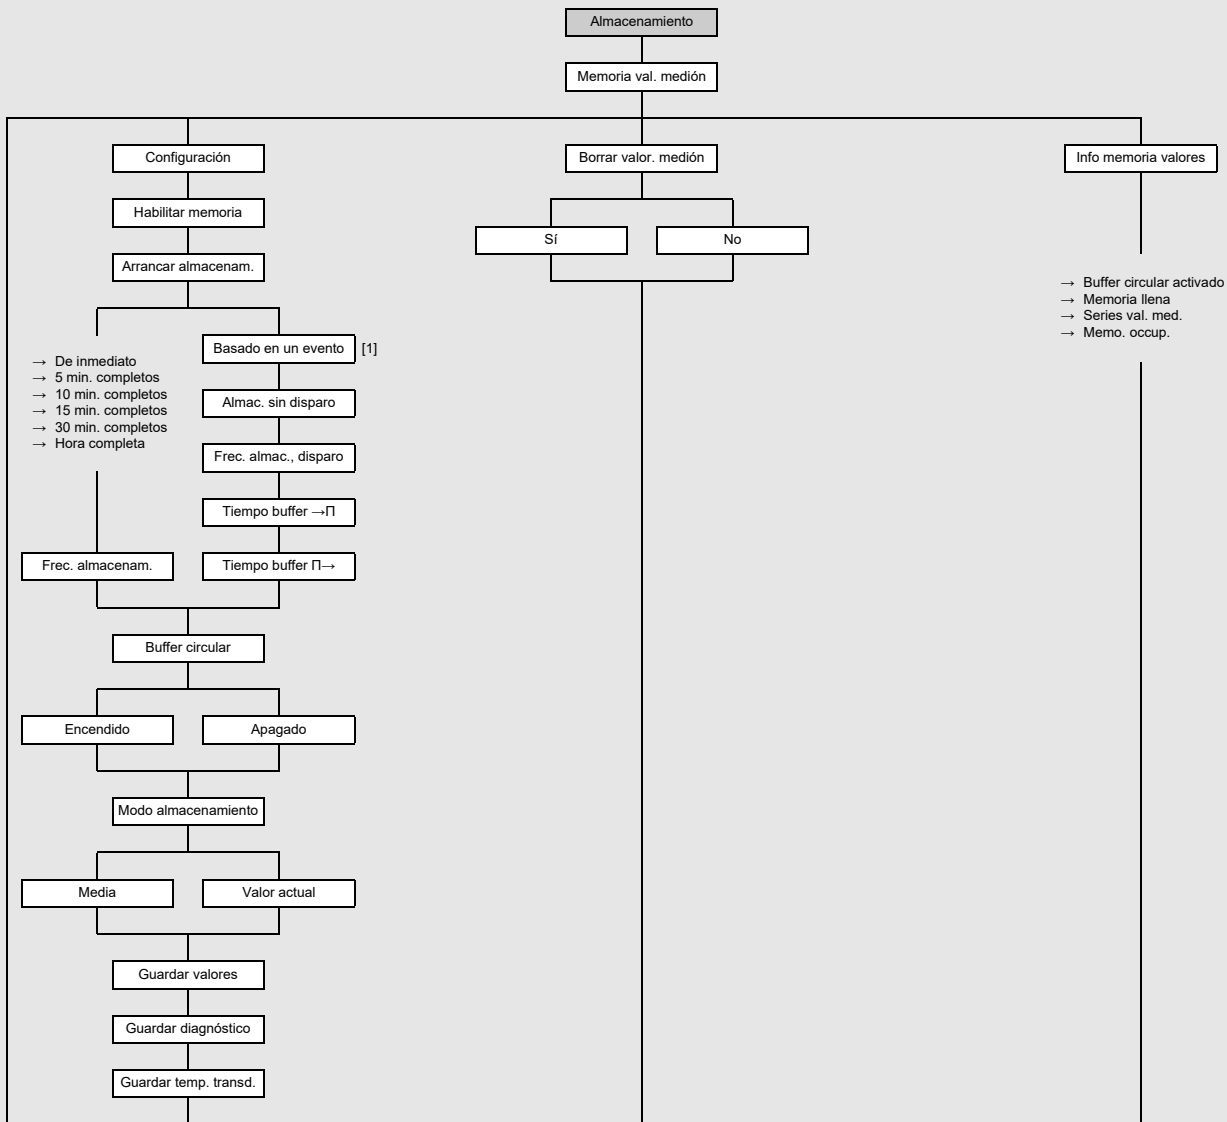 Almacenamiento
Memoria val. medión
Configuración
Borrar valor. medión
Info memoria valores
Habilitar memoria
Sí
No
Arrancar almacenam.
→ Buffer circular activado
→ Memoria llena
→ Series val. med.
→ Memo. occup.
Basado en un evento [1]
→ De inmediato
→ 5 min. completos
→ 10 min. completos
→ 15 min. completos
→ 30 min. completos
→ Hora completa
Almac. sin disparo
Frec. almac., disparo
Tiempo buffer →Π
Frec. almacenam.
Tiempo buffer Π→
Buffer circular
Encendido
Apagado
Modo almacenamiento
Media
Valor actual
Guardar valores
Guardar diagnóstico
Guardar temp. transd.